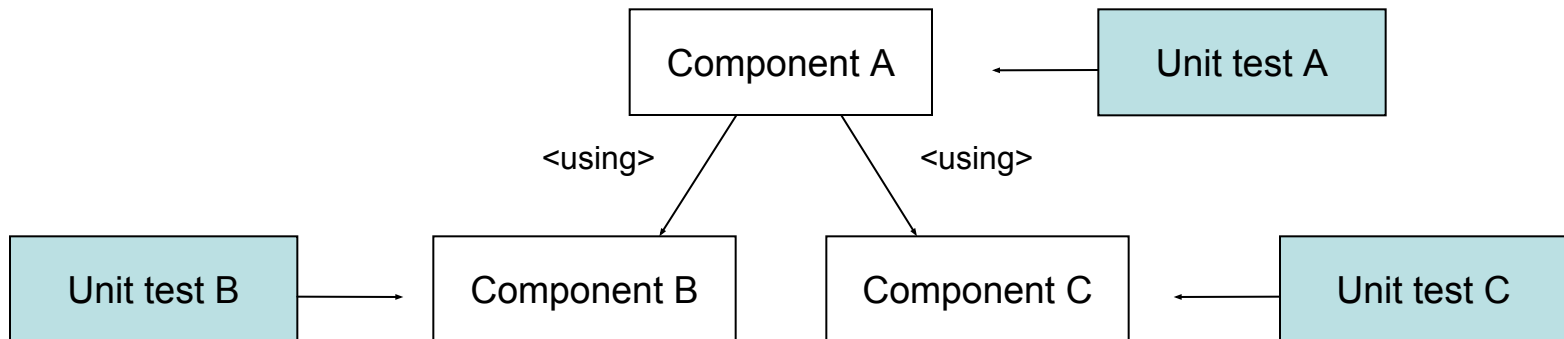 Component A
Unit test A
<using>
<using>
Unit test B
Component B
Component C
Unit test C